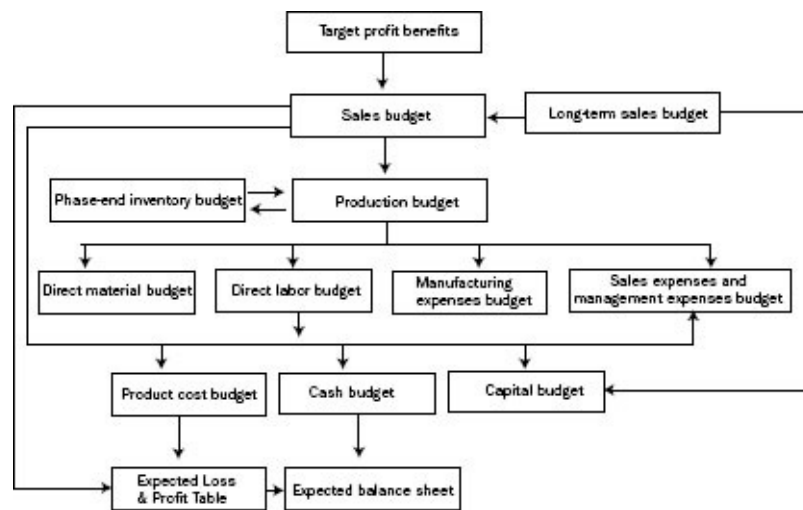 Target profit benefits
Sales budget
Long-term sales budget
Phase-end inventory budget
Production budget
Direct material budget
Direct labor budget
Manufacturing
expenses budget
Sales expenses and
management expenses budget
Product cost budget
Cash budget
Capital budget
Expected Loss
& Profit Table
Expected balance sheet